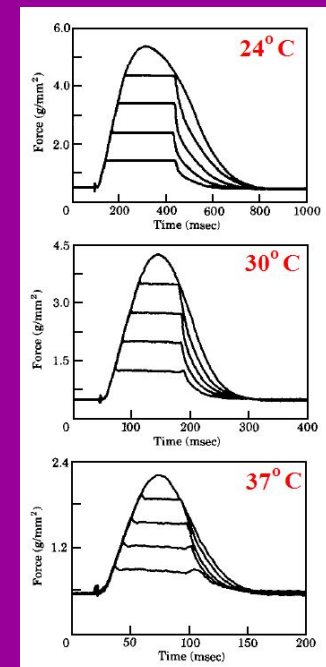 6.0
24° C
4.0
Force (g/mm²)
2.0
0 200 400 600 800 1000
Time (msec)
4.5
30° C
3.0
Force (g/mm²)
1.5
0 100 200 300 400
Time (msec)
2.4
37° C
Force (g/mm²)
1.2
0 50 100 150 200
Time (msec)